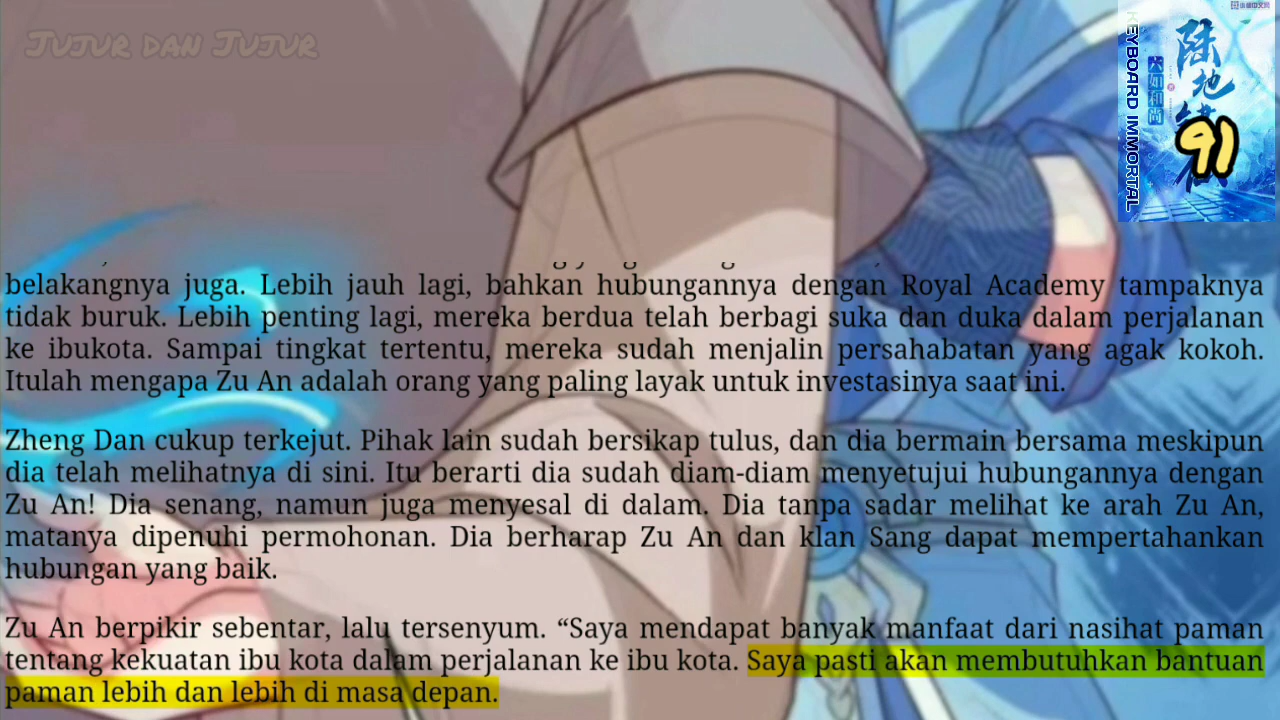 Jujur dan Jujur
KEYBOARD IMMORTAL
陆地
91
belakangnya juga. Lebih jauh lagi, bahkan hubungannya dengan Royal Academy tampaknya
tidak buruk. Lebih penting lagi, mereka berdua telah berbagi suka dan duka dalam perjalanan
ke ibukota. Sampai tingkat tertentu, mereka sudah menjalin persahabatan yang agak kokoh.
Itulah mengapa Zu An adalah orang yang paling layak untuk investasinya saat ini.
Zheng Dan cukup terkejut. Pihak lain sudah bersikap tulus, dan dia bermain bersama meskipun
dia telah melihatnya di sini. Itu berarti dia sudah diam-diam menyetujui hubungannya dengan
Zu An! Dia senang, namun juga menyesal di dalam. Dia tanpa sadar melihat ke arah Zu An,
matanya dipenuhi permohonan. Dia berharap Zu An dan klan Sang dapat mempertahankan
hubungan yang baik.
Zu An berpikir sebentar, lalu tersenyum. “Saya mendapat banyak manfaat dari nasihat paman
tentang kekuatan ibu kota dalam perjalanan ke ibu kota. Saya pasti akan membutuhkan bantuan
paman lebih dan lebih di masa depan.